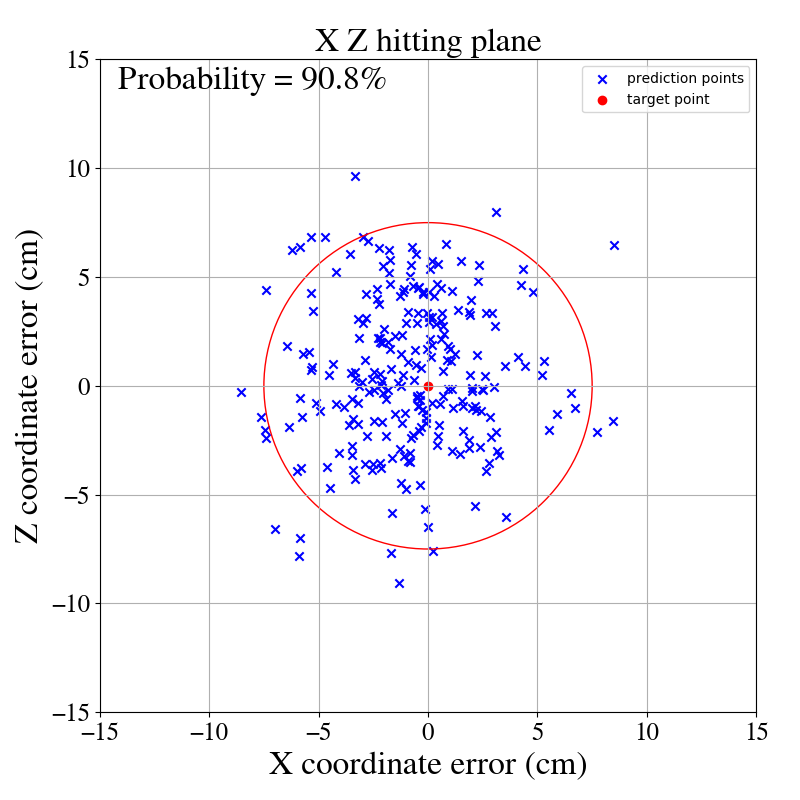 X Z hitting plane
Probability = 90.8%
prediction points
target point
Z coordinate error (cm)
15
10
5
0
−5
−10
−15
−15 −10 −5 0 5 10 15
X coordinate error (cm)